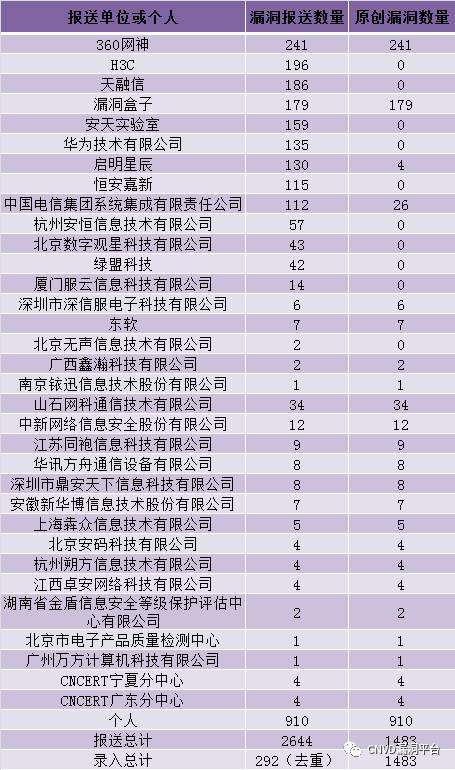 报送单位或个人 漏洞报送数量 原创漏洞数量
360网神 241 241
H3C 196 0
天融信 186 0
漏洞盒子 179 179
安天实验室 159 0
华为技术有限公司 135 0
启明星辰 130 4
恒安嘉新 115 0
中国电信集团系统集成有限责任公司 112 26
杭州安恒信息技术有限公司 57 0
北京数字观星科技有限公司 43 0
绿盟科技 42 0
厦门服云信息科技有限公司 14 0
深圳市深信服电子科技有限公司 6 6
东软 7 7
北京无声信息技术有限公司 2 0
广西鑫瀚科技有限公司 2 2
南京铱迅信息技术股份有限公司 1 1
山石网科通信技术有限公司 34 34
中新网络信息安全股份有限公司 12 12
江苏同袍信息科技有限公司 9 9
华讯方舟通信设备有限公司 8 8
深圳市鼎安天下信息科技有限公司 8 8
安徽新华博信息技术股份有限公司 7 7
上海犇众信息技术有限公司 5 5
北京安码科技有限公司 4 4
杭州朔方信息技术有限公司 4 4
江西卓安网络科技有限公司 4 4
湖南省金盾信息安全等级保护评估中
心有限公司 2 2
北京市电子产品质量检测中心 1 1
广州万方计算机科技有限公司 1 1
CNCERT宁夏分中心 4 4
CNCERT广东分中心 4 4
个人 910 910
报送总计 2644 1483
录入总计 292（去重） 1483
CNVD漏洞平台